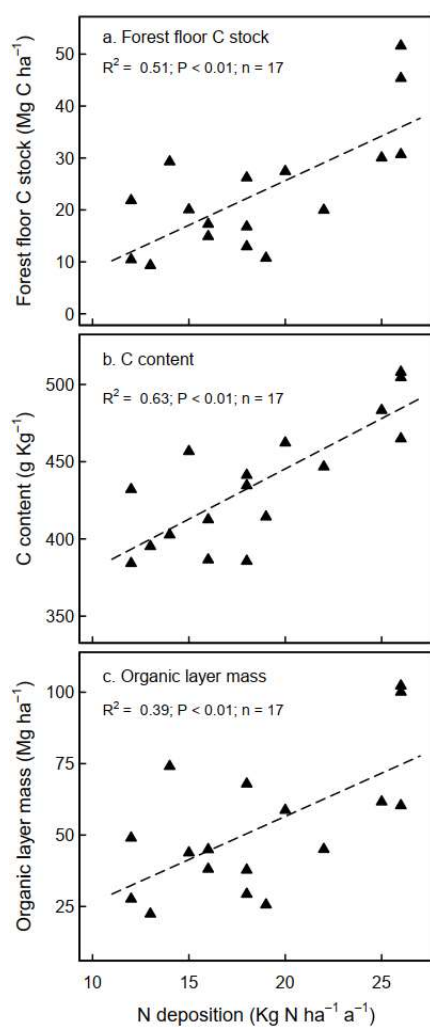 a. Forest floor C stock
R² = 0.51; P < 0.01; n = 17
Forest floor C stock (Mg C ha⁻¹)
50
40
30
20
10
0
b. C content
R² = 0.63; P < 0.01; n = 17
C content (g Kg⁻¹)
500
450
400
350
c. Organic layer mass
R² = 0.39; P < 0.01; n = 17
Organic layer mass (Mg ha⁻¹)
100
75
50
25
10 15 20 25
N deposition (Kg N ha⁻¹ a⁻¹)